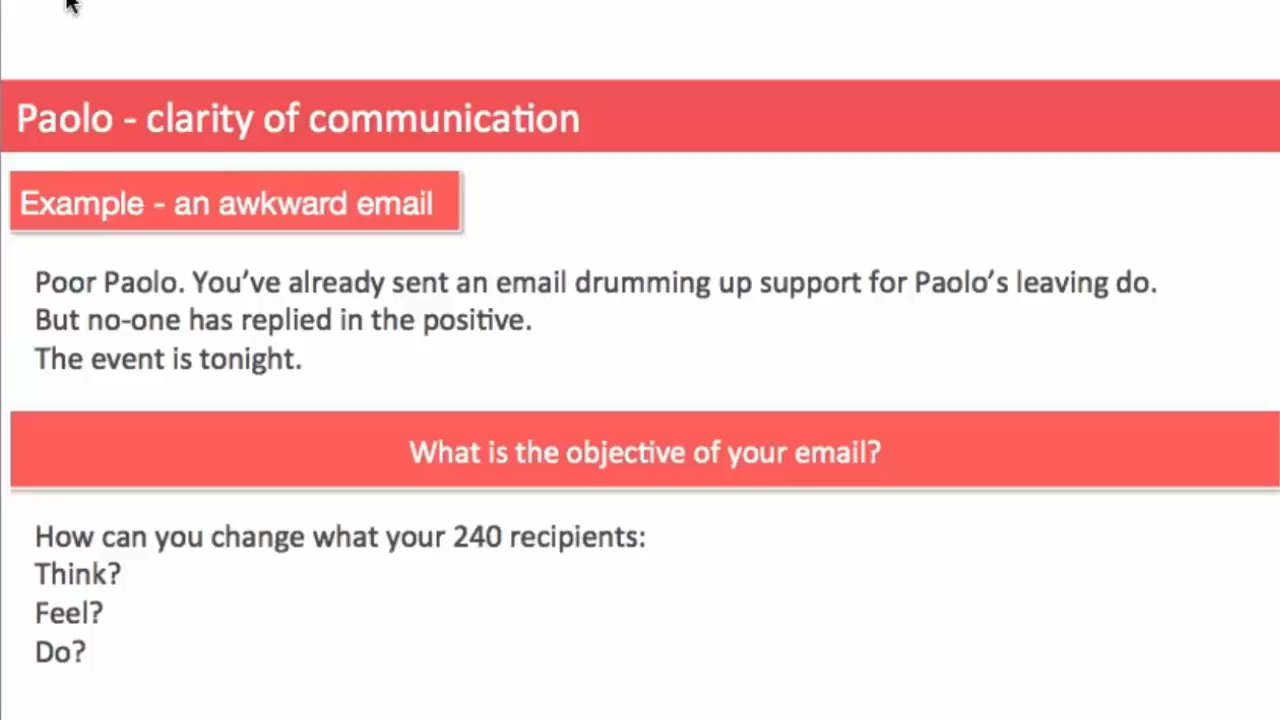 Paolo - clarity of communication
Example - an awkward email
Poor Paolo. You’ve already sent an email drumming up support for Paolo’s leaving do.
But no-one has replied in the positive.
The event is tonight.
What is the objective of your email?
How can you change what your 240 recipients:
Think?
Feel?
Do?